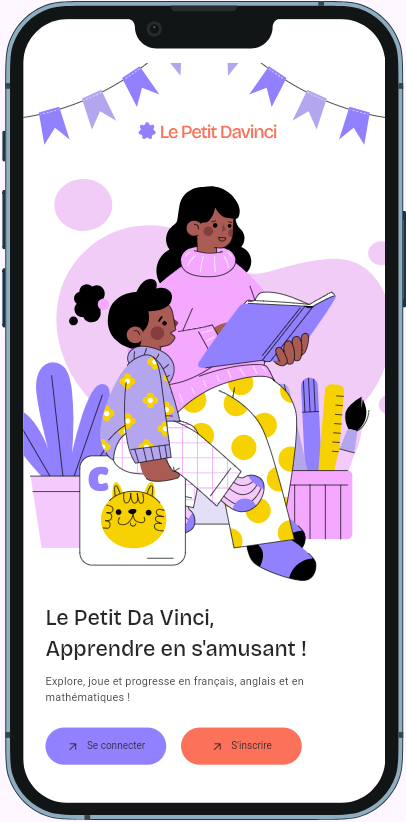 Le Petit Davinci
C
Le Petit Da Vinci,
Apprendre en s'amusant !
Explore, joue et progresse en français, anglais et en
mathématiques !
Se connecter
S'inscrire